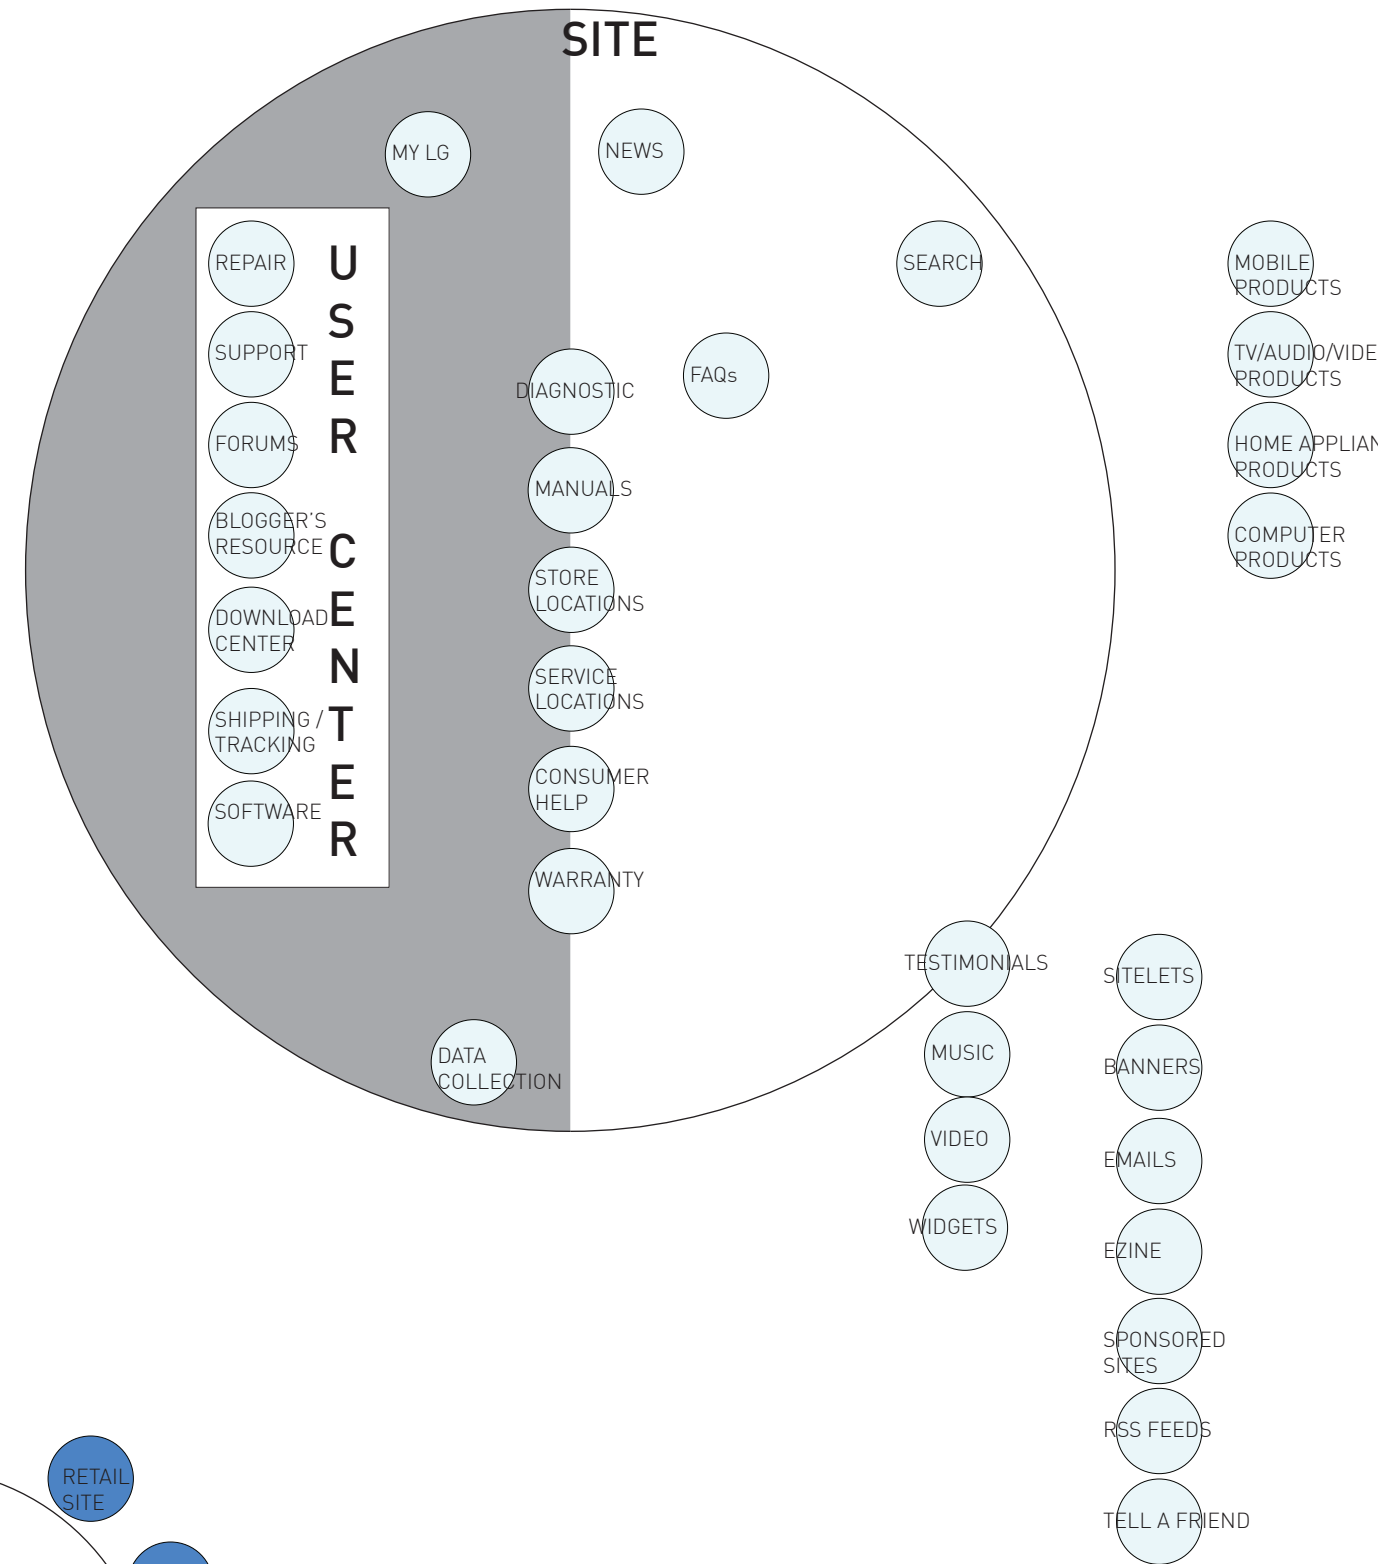 SITE
MY LG
NEWS
SEARCH
REPAIR
SUPPORT
FORUMS
BLOGGER'S
RESOURCE
DOWNLOAD
CENTER
SHIPPING /
TRACKING
SOFTWARE
USER CENTER
DIAGNOSTIC
FAQs
MANUALS
STORE
LOCATIONS
SERVICE
LOCATIONS
CONSUMER
HELP
WARRANTY
DATA
COLLECTION
MOBILE
PRODUCTS
TV/AUDIO/VIDE
PRODUCTS
HOME APPLIAN
PRODUCTS
COMPUTER
PRODUCTS
TESTIMONIALS
MUSIC
VIDEO
WIDGETS
SITELETS
BANNERS
EMAILS
EZINE
SPONSORED
SITES
RSS FEEDS
TELL A FRIEND
RETAIL
SITE